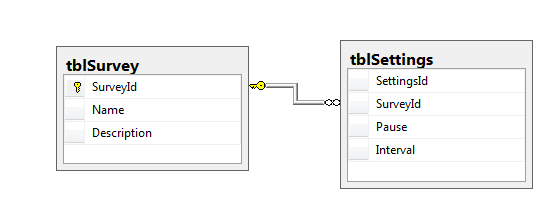 tblSurvey
SurveyId
Name
Description
tblSettings
SettingsId
SurveyId
Pause
Interval